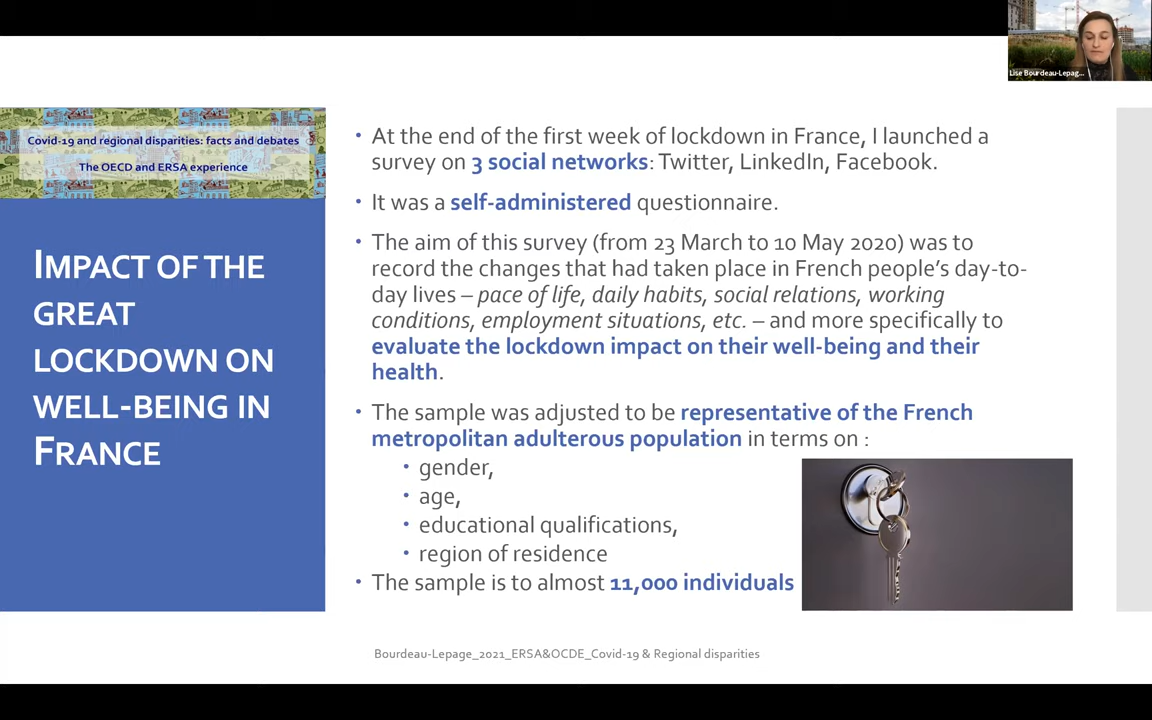 Lise Bourdeau-Lepag...
Covid-19 and regional disparities: facts and debates
The OECD and ERSA experience
IMPACT OF THE
GREAT
LOCKDOWN ON
WELL-BEING IN
FRANCE
• At the end of the first week of lockdown in France, I launched a
survey on 3 social networks: Twitter, LinkedIn, Facebook.
• It was a self-administered questionnaire.
• The aim of this survey (from 23 March to 10 May 2020) was to
record the changes that had taken place in French people's day-to-
day lives – pace of life, daily habits, social relations, working
conditions, employment situations, etc. – and more specifically to
evaluate the lockdown impact on their well-being and their
health.
• The sample was adjusted to be representative of the French
metropolitan adulterous population in terms on :
• gender,
• age,
• educational qualifications,
• region of residence
• The sample is to almost 11,000 individuals
Bourdeau-Lepage_2021_ERSA&OCDE_Covid-19 & Regional disparities